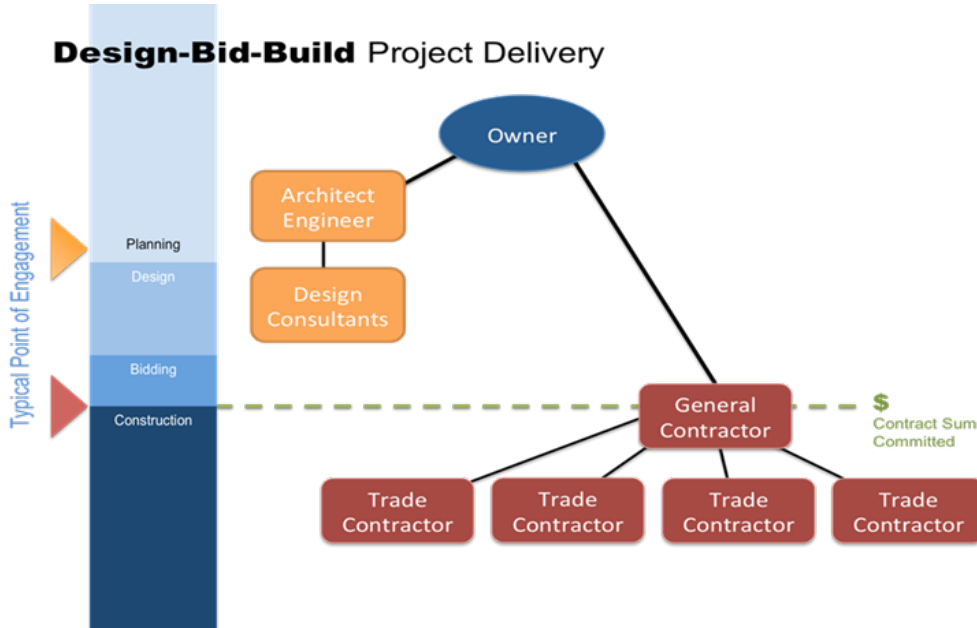 Design-Bid-Build Project Delivery
Owner
Architect
Engineer
Design
Consultants
Typical Point of Engagement
Planning
Design
Bidding
Construction
General
Contractor
$
Contract Sum
Committed
Trade
Contractor
Trade
Contractor
Trade
Contractor
Trade
Contractor